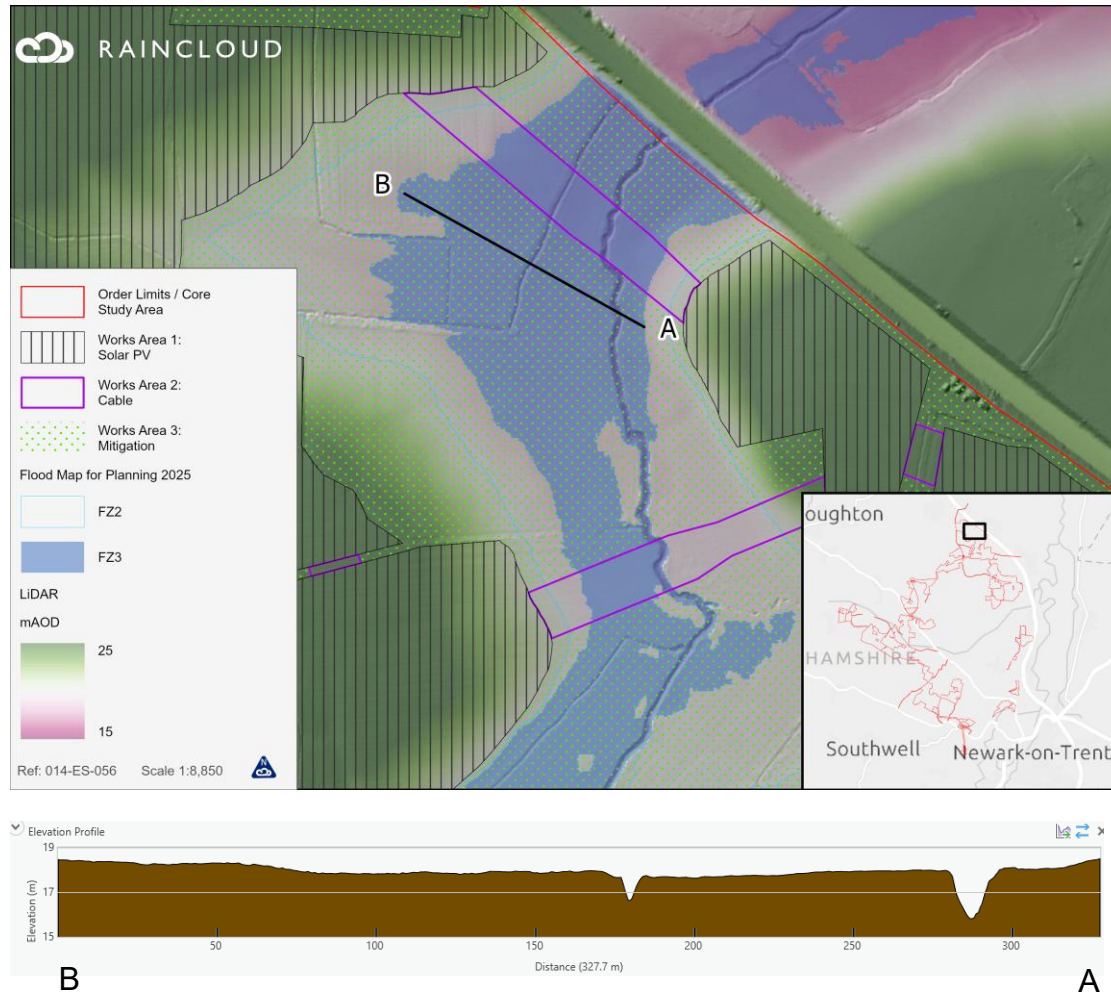 RAINCLOUD
B
A
Order Limits / Core
Study Area
Works Area 1:
Solar PV
Works Area 2:
Cable
Works Area 3:
Mitigation
Flood Map for Planning 2025
FZ2
FZ3
LiDAR
mAOD
25
15
Ref: 014-ES-056 Scale 1:8,850
N
oughton
HAMSHIRE
Southwell
Newark-on-Trent
Elevation Profile
Elevation (m)
19
17
15
50 100 150 200 250 300
Distance (327.7 m)
B A